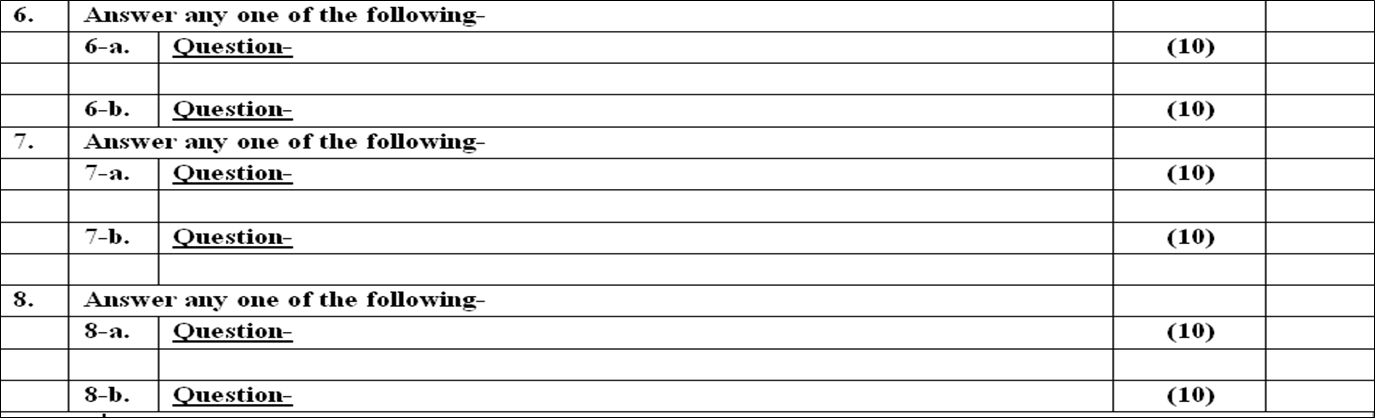 6. Answer any one of the following-
6-a. Question- (10)
6-b. Question- (10)
7. Answer any one of the following-
7-a. Question- (10)
7-b. Question- (10)
8. Answer any one of the following-
8-a. Question- (10)
8-b. Question- (10)